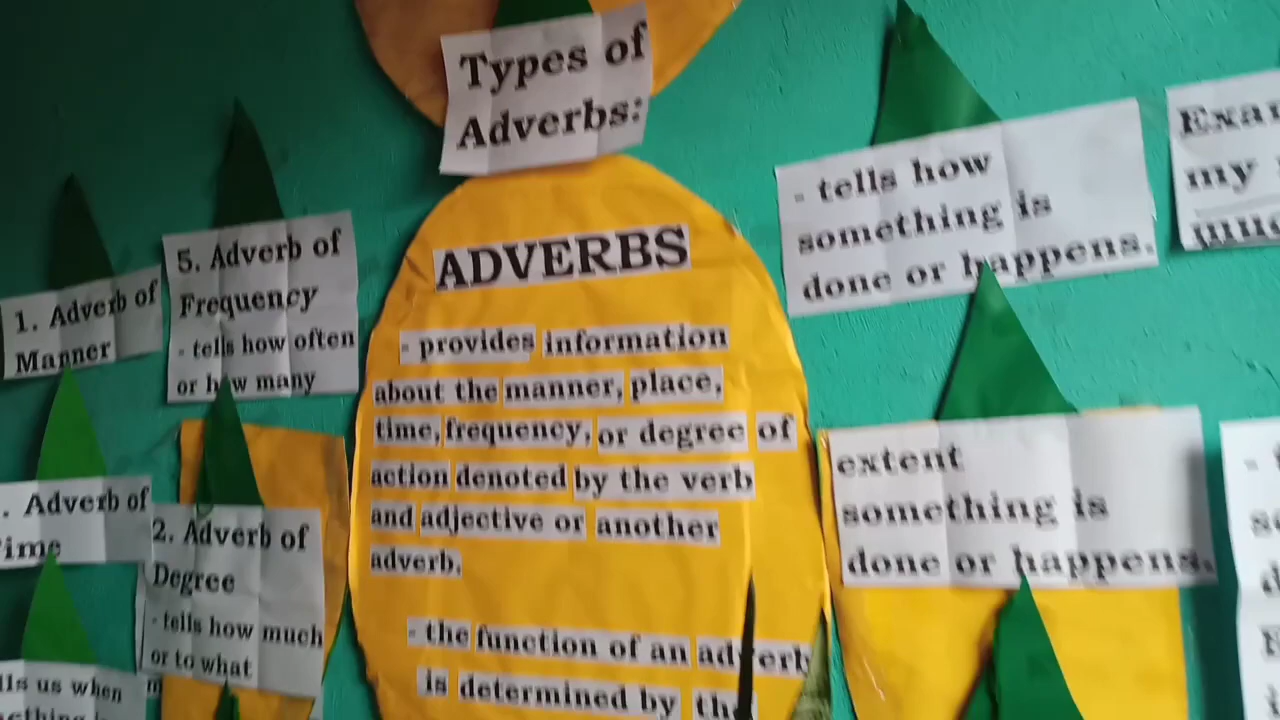 Types of
Adverbs:
ADVERBS
- provides information
about the manner, place,
time, frequency, or degree of
action denoted by the verb
and adjective or another
adverb.
- the function of an adverb
is determined by the
1. Adverb of
Manner
5. Adverb of
Frequency
- tells how often
or how many
. Adverb of
ime
2. Adverb of
Degree
- tells how much
or to what
lls us when
- tells how
something is
done or happens.
extent
something is
done or happens.
my